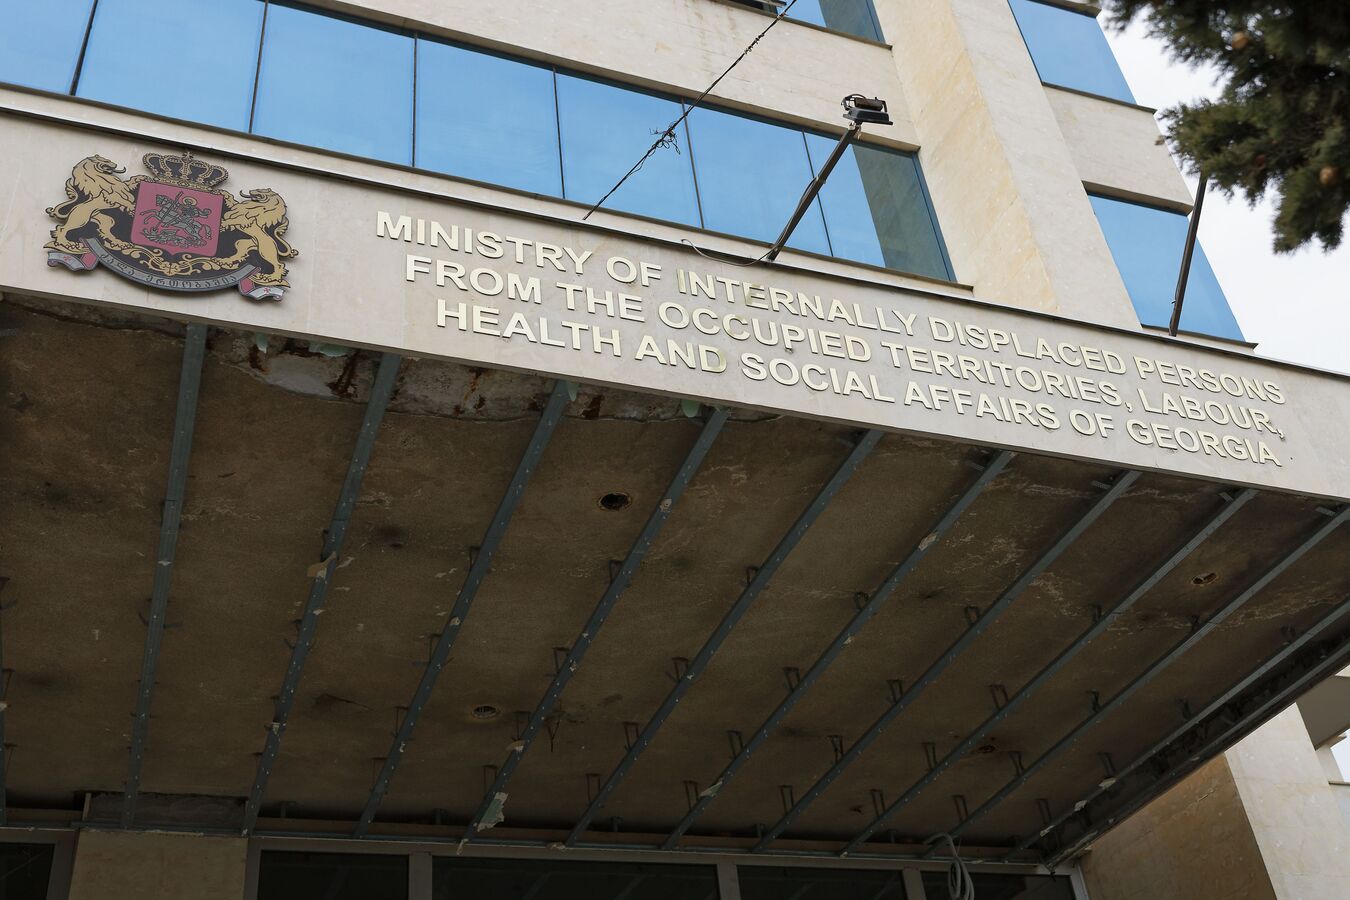 MINISTRY OF INTERNALLY DISPLACED PERSONS
FROM THE OCCUPIED TERRITORIES, LABOUR,
HEALTH AND SOCIAL AFFAIRS OF GEORGIA